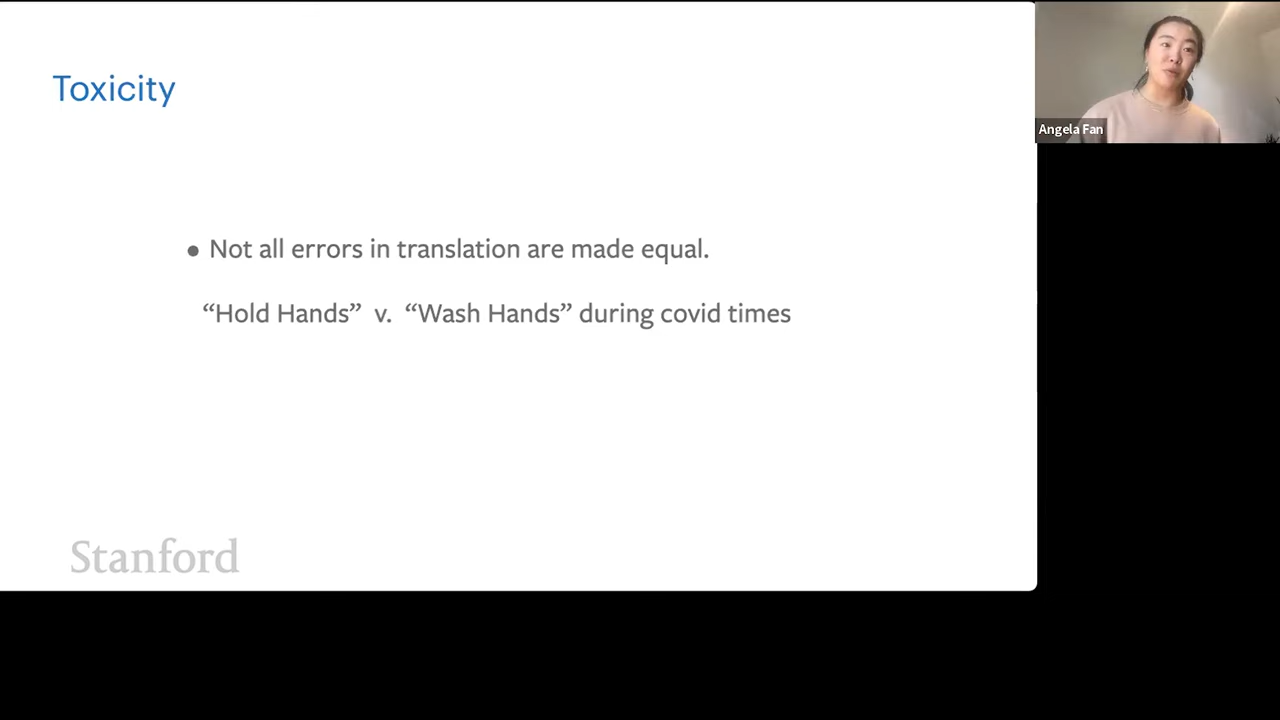 Toxicity
Angela Fan
● Not all errors in translation are made equal.
“Hold Hands” v. “Wash Hands” during covid times
Stanford